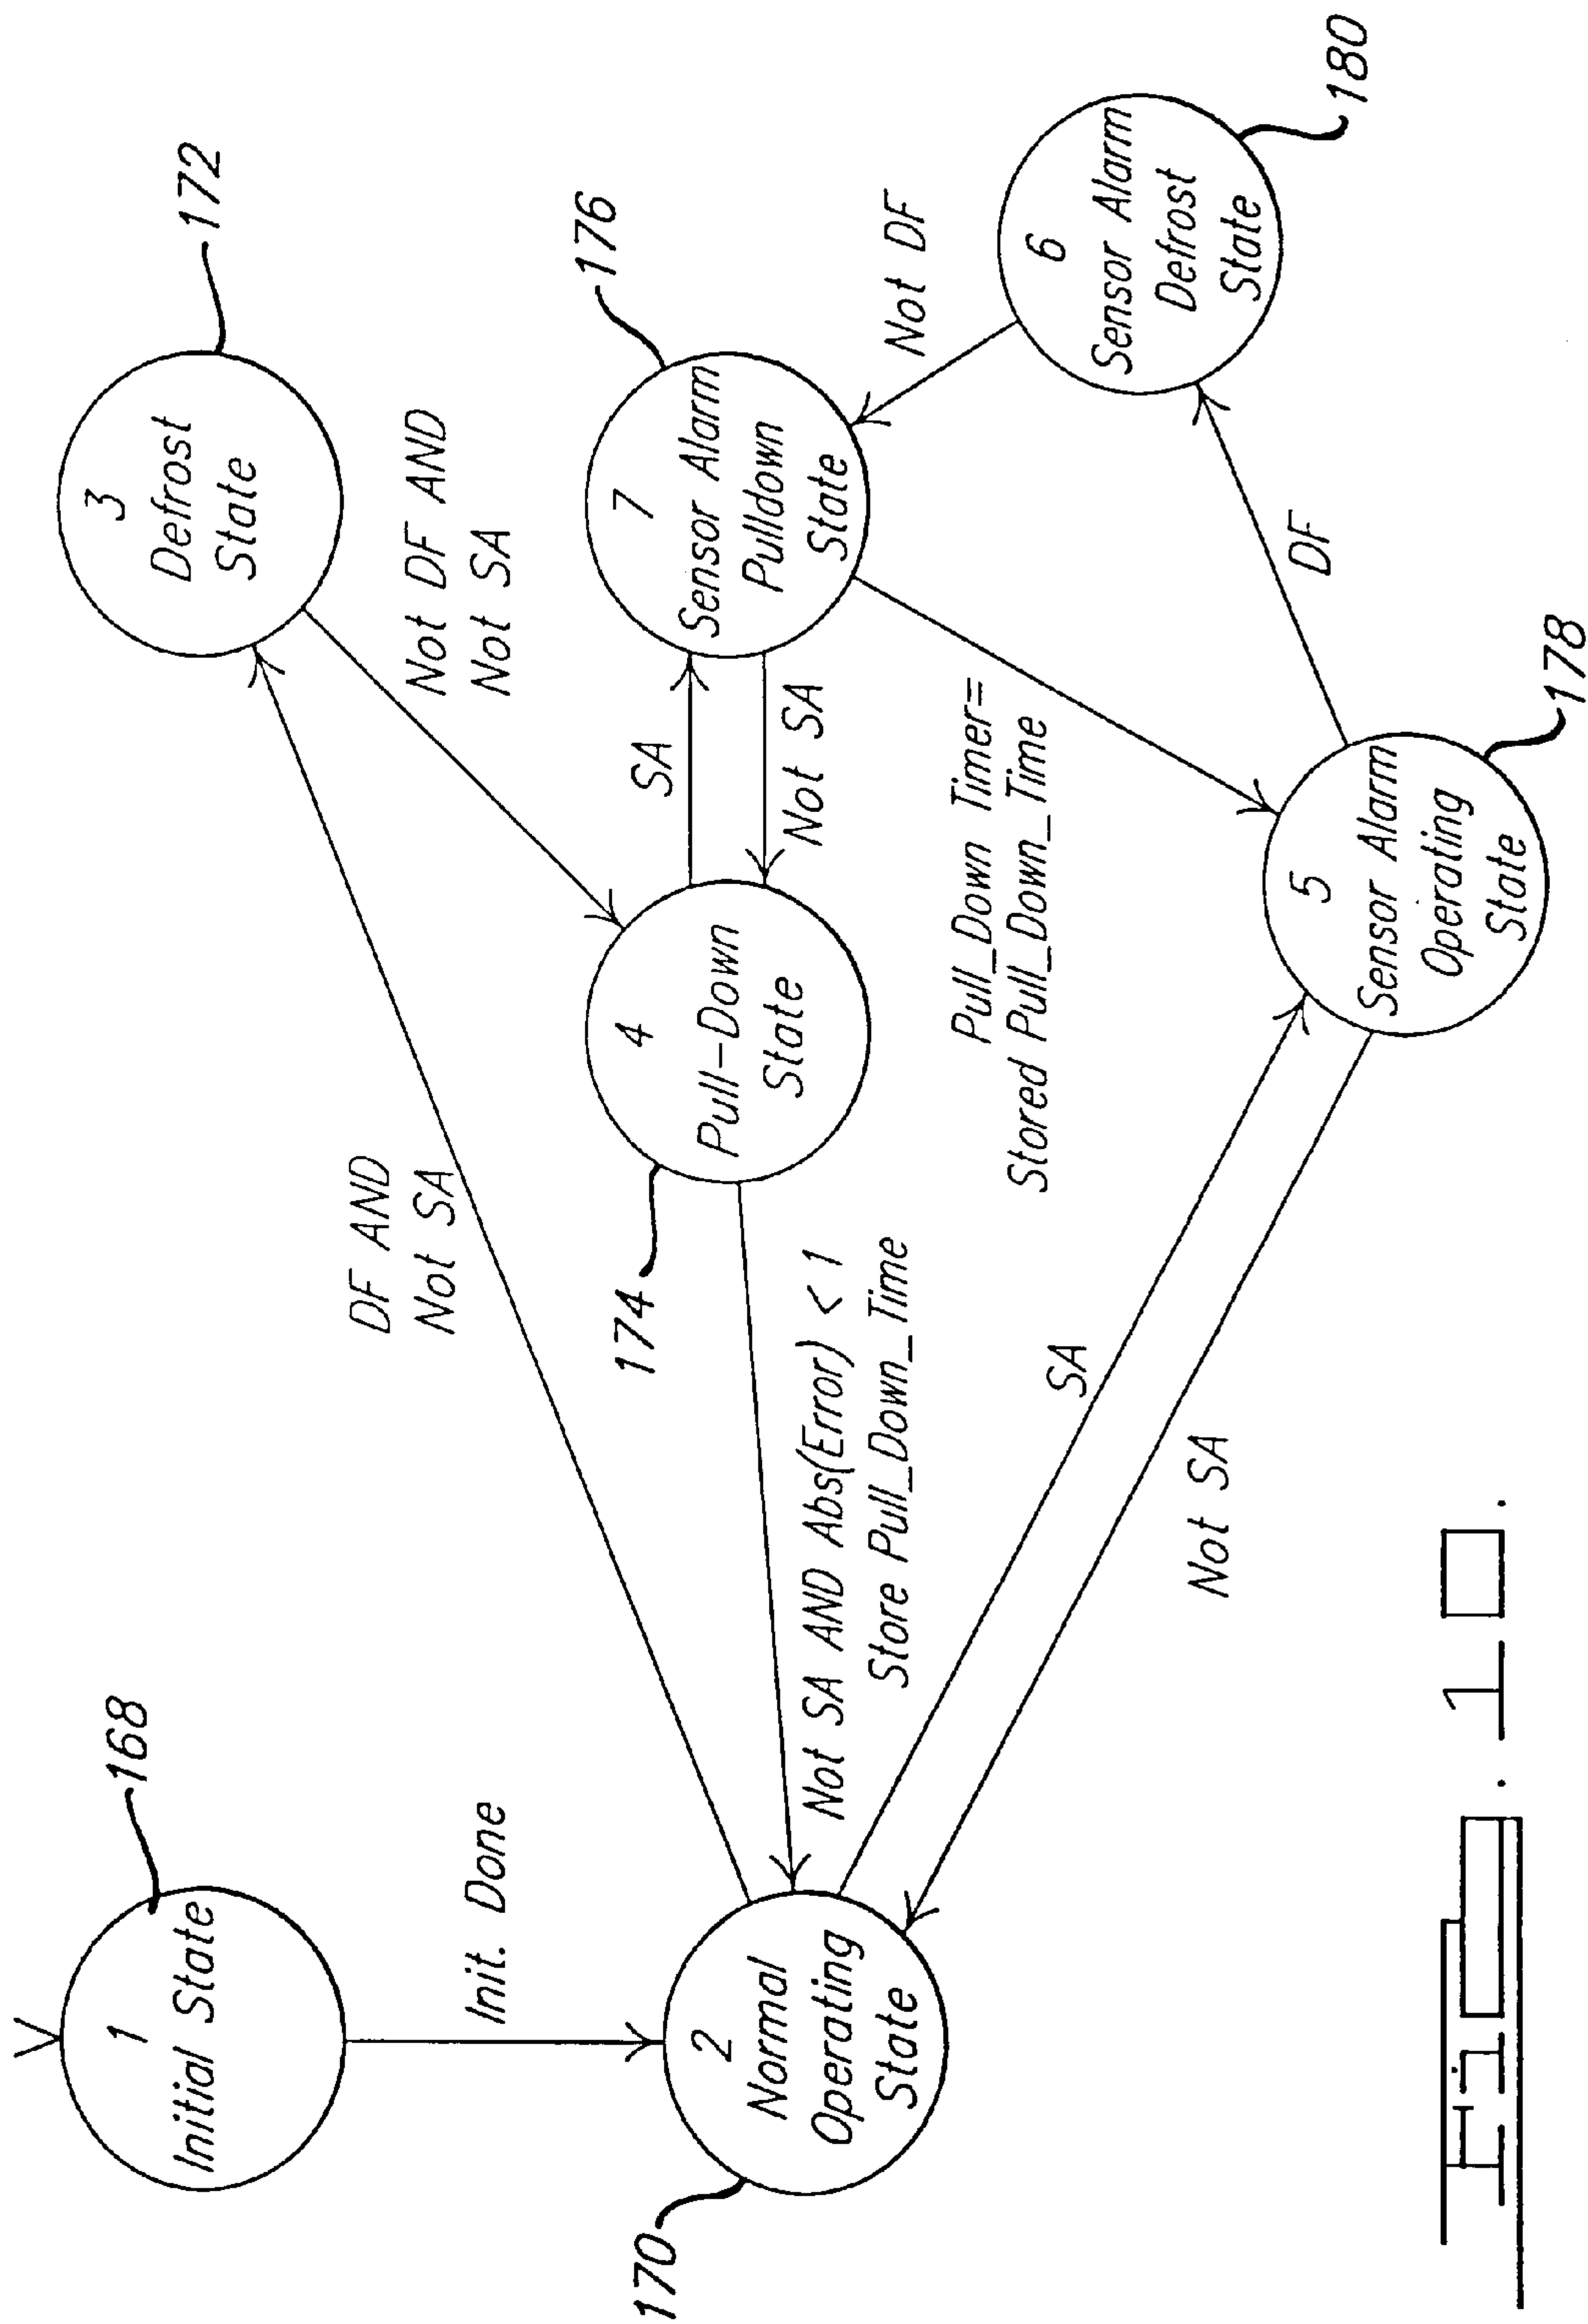 172
3
Defrost
State
Not DF AND
Not SA
176
7
Sensor Alarm
Pulldown
State
Not DF
180
6
Sensor Alarm
Defrost
State
DF
178
5
Sensor Alarm
Operating
State
Pull_Down Timer=
Stored Pull_Down_Time
SA
Not SA
4
Pull-Down
State
174
DF AND
Not SA
Not SA AND Abs(Error) < 1
Store Pull_Down_Time
SA
Not SA
168
1
Initial State
Init. Done
2
Normal
Operating
State
170
Fig. 10.